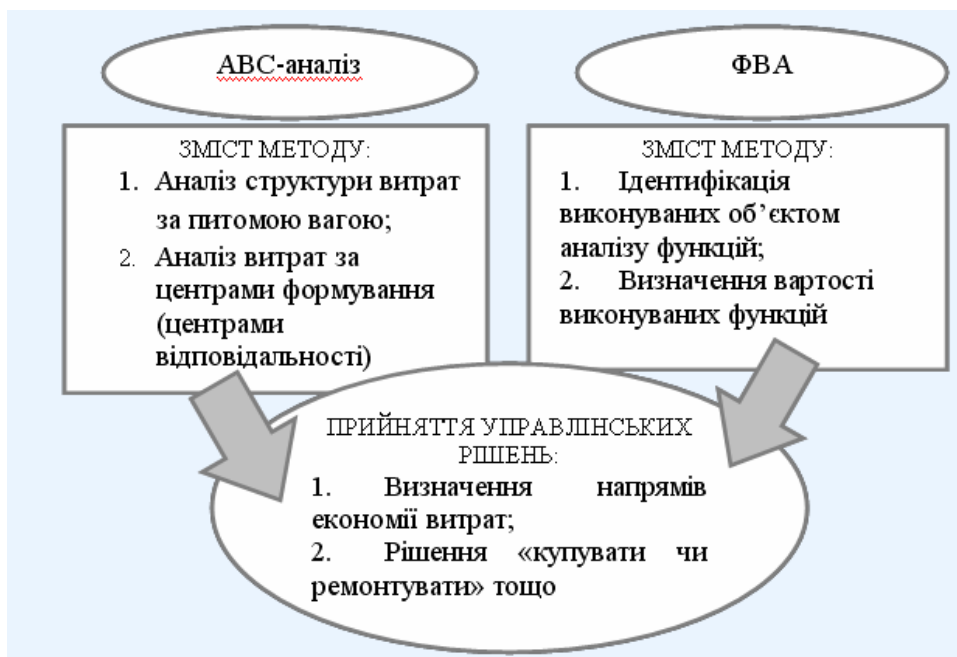 АВС-аналіз
ЗМІСТ МЕТОДУ:
1. Аналіз структури витрат
за питомою вагою;
2. Аналіз витрат за
центрами формування
(центрами
відповідальності)
ФВА
ЗМІСТ МЕТОДУ:
1. Ідентифікація
виконуваних об’єктом
аналізу функцій;
2. Визначення вартості
виконуваних функцій
ПРИЙНЯТТЯ УПРАВЛІНСЬКИХ
РІШЕНЬ:
1. Визначення напрямів
економії витрат;
2. Рішення «купувати чи
ремонтувати» тощо